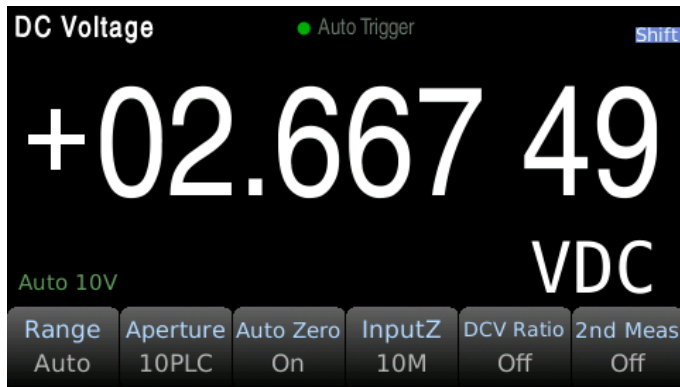 DC Voltage Auto Trigger Shift
+02.667 49
VDC
Auto 10V
Range Aperture Auto Zero InputZ DCV Ratio 2nd Meas
Auto 10PLC On 10M Off Off